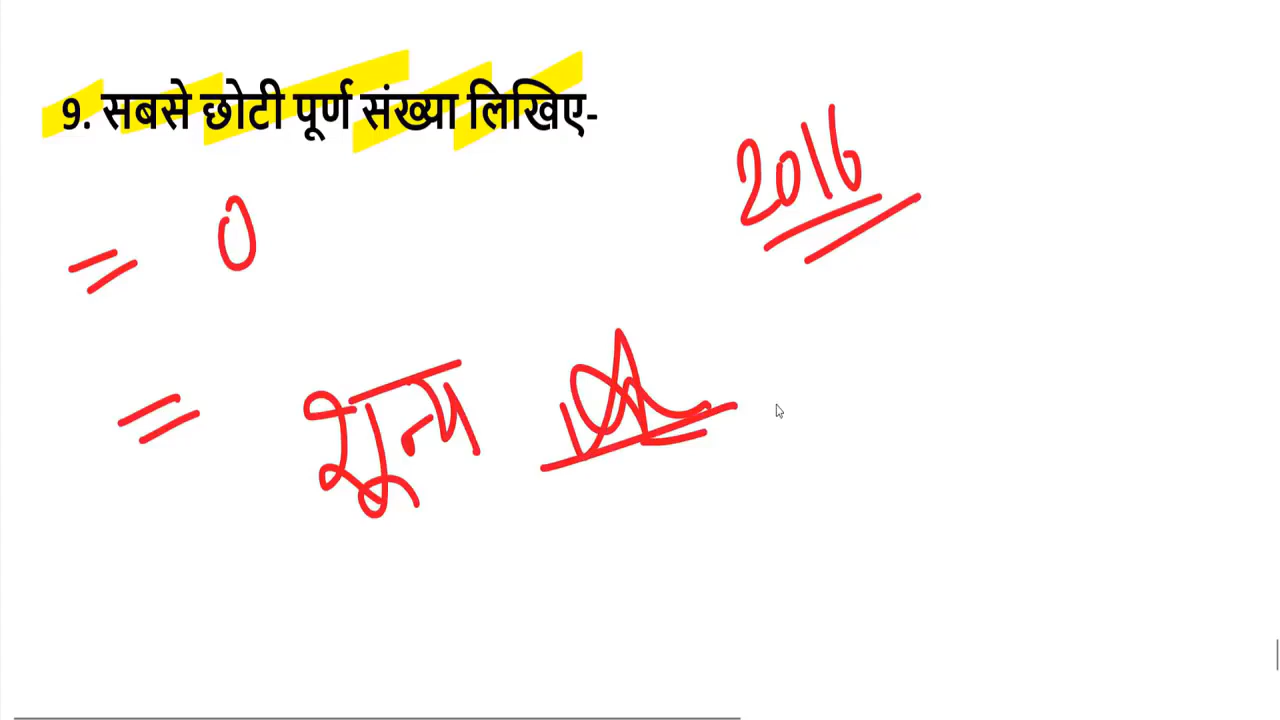 9. सबसे छोटी पूर्ण संख्या लिखिए-
2016
= 0
= शून्य